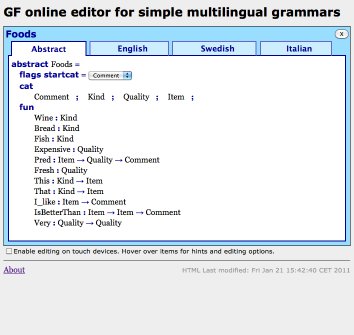 GF online editor for simple multilingual grammars
Foods x
Abstract English Swedish Italian
abstract Foods =
flags startcat = Comment
cat
Comment ; Kind ; Quality ; Item ;
fun
Wine : Kind
Bread : Kind
Fish : Kind
Expensive : Quality
Pred : Item → Quality → Comment
Fresh : Quality
This : Kind → Item
That : Kind → Item
I_like : Item → Comment
IsBetterThan : Item → Item → Comment
Very : Quality → Quality
Enable editing on touch devices. Hover over items for hints and editing options.
About HTML Last modified: Fri Jan 21 15:42:40 CET 2011